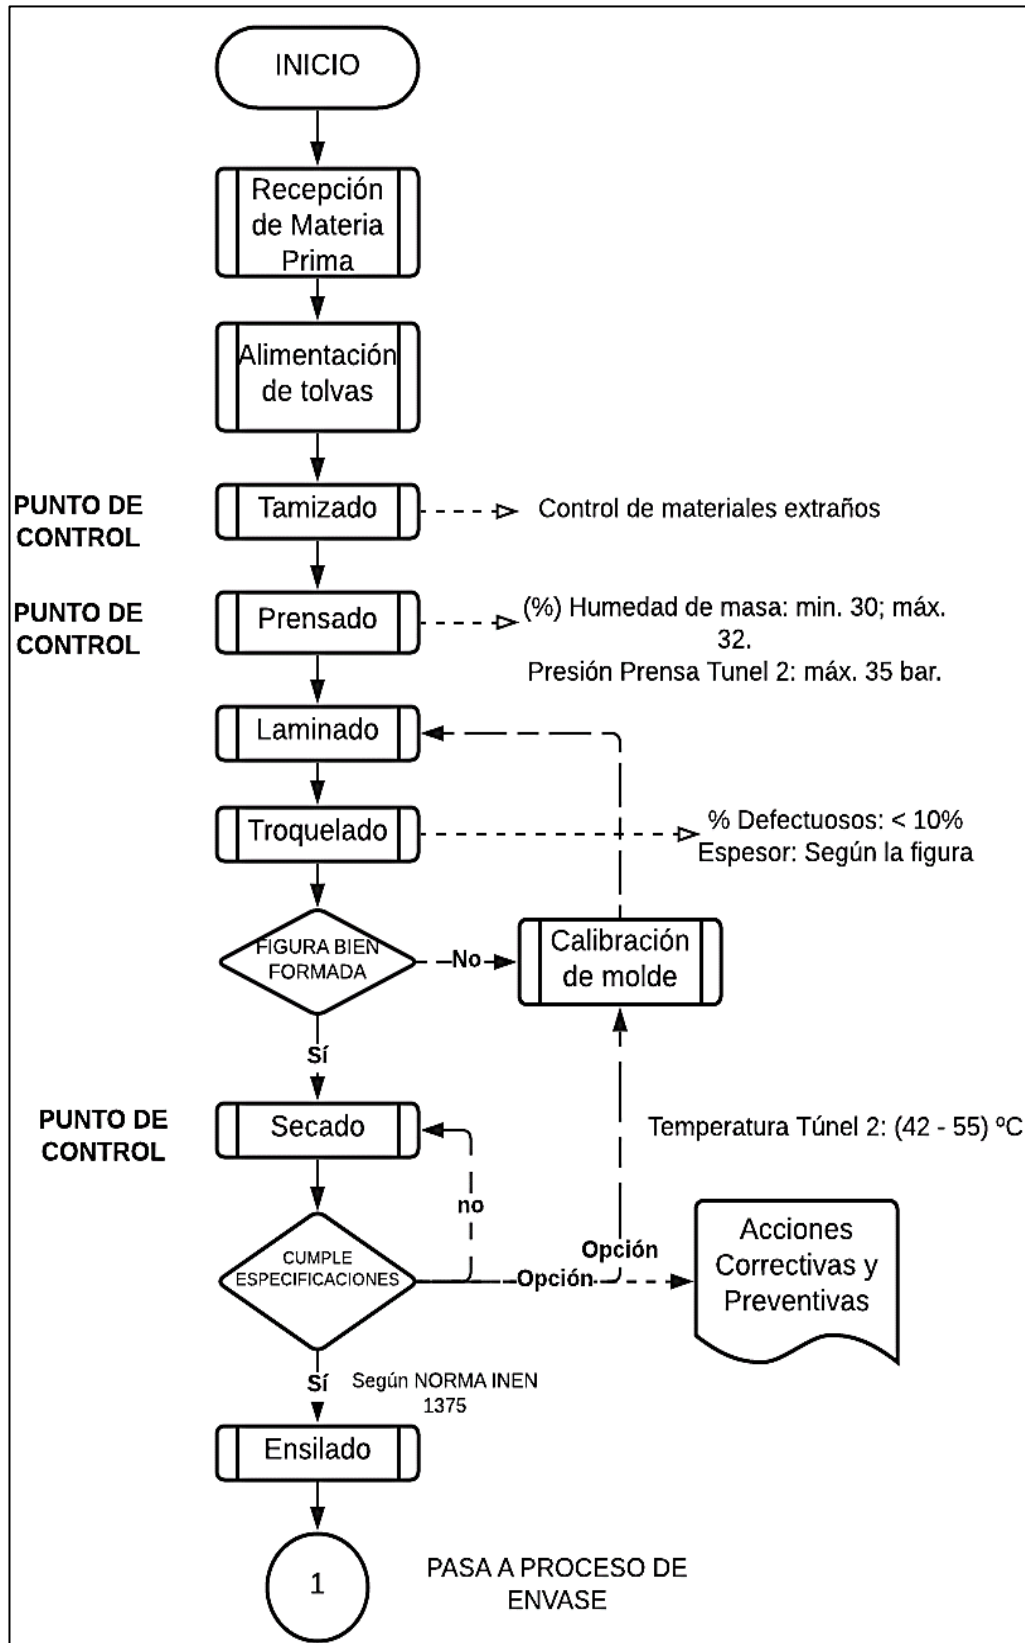 INICIO
Recepción
de Materia
Prima
Alimentación
de tolvas
PUNTO DE
CONTROL
Tamizado
Control de materiales extraños
PUNTO DE
CONTROL
Prensado
(%) Humedad de masa: min. 30; máx.
32.
Presión Prensa Tunel 2: máx. 35 bar.
Laminado
Troquelado
% Defectuosos: < 10%
Espesor: Según la figura
FIGURA BIEN
FORMADA
No
Calibración
de molde
Sí
PUNTO DE
CONTROL
Secado
Temperatura Túnel 2: (42 - 55) ºC
no
CUMPLE
ESPECIFICACIONES
Opción
Opción
Acciones
Correctivas y
Preventivas
Sí
Según NORMA INEN
1375
Ensilado
1
PASA A PROCESO DE
ENVASE